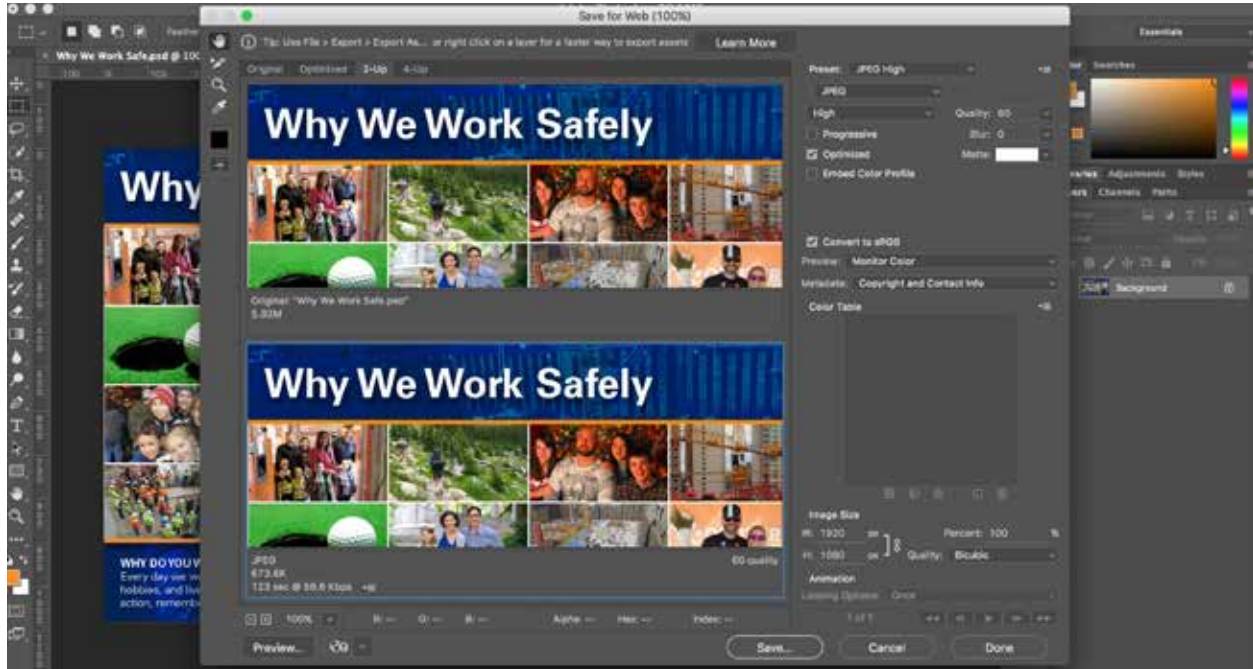 Save for Web (100%)
Essentials
Feather
Tip: Use File > Export > Export As... or right click on a layer for a faster way to export assets
Learn More
Why We Work Safe.psd @ 100
Original Optimized 2-Up 4-Up
Why We Work Safely
Original: "Why We Work Safe.psd"
5.93M
Why We Work Safely
JPEG
60 quality
673.6K
123 sec @ 56.6 Kbps
100%
R: -- G: -- B: -- Alpha: -- Hex: -- Index: --
Preview...
Save...
Cancel
Done
Preset: JPEG High
JPEG
High
Quality: 60
Progressive
Blur: 0
Optimized
Matte:
Embed Color Profile
Convert to sRGB
Preview: Monitor Color
Metadata: Copyright and Contact Info
Color Table
Image Size
W: 1920 px
Percent: 100 %
H: 1080 px
Quality: Bicubic
Animation
Looping Options: Once
1 of 1
Swatches
Adjustments Styles
Channels Paths
Background
Why
WHY DO YOU W
Every day we w
hobbies, and live
action, rememb